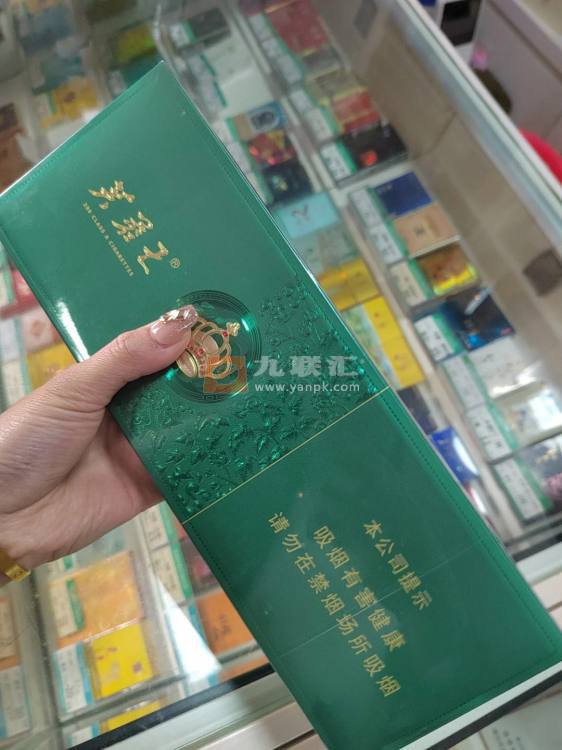 芙蓉王®
200 CLASS A CIGARETTES
九联汇
www.yanpk.com
本公司提示
吸烟有害健康
请勿在禁烟场所吸烟